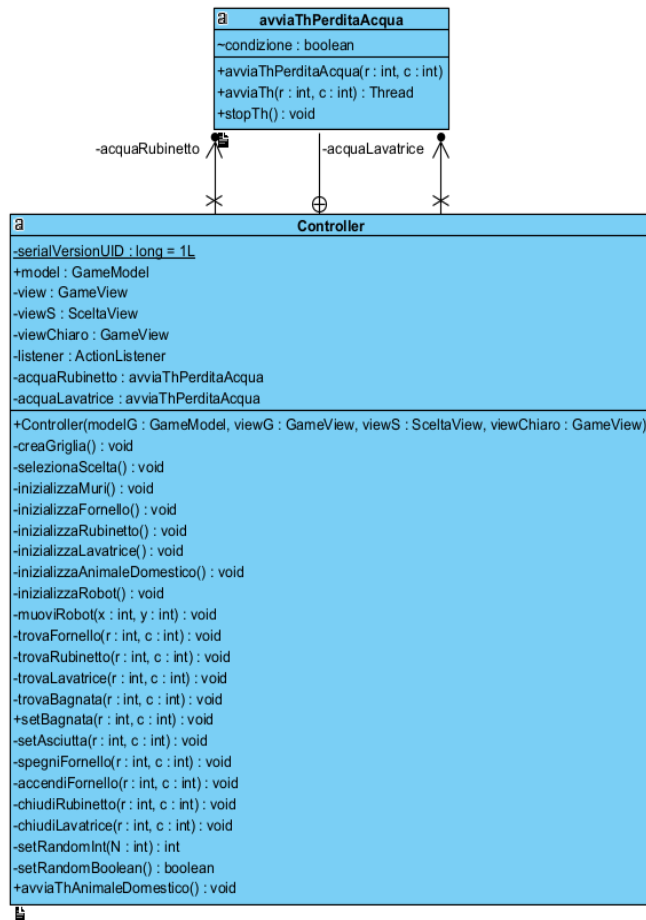 a avviaThPerditaAcqua
~condizione : boolean
+avviaThPerditaAcqua(r : int, c : int)
+avviaTh(r : int, c : int) : Thread
+stopTh() : void
-acquaRubinetto
-acquaLavatrice
a Controller
-serialVersionUID : long = 1L
+model : GameModel
-view : GameView
-viewS : SceltaView
-viewChiaro : GameView
-listener : ActionListener
-acquaRubinetto : avviaThPerditaAcqua
-acquaLavatrice : avviaThPerditaAcqua
+Controller(modelG : GameModel, viewG : GameView, viewS : SceltaView, viewChiaro : GameView)
-creaGriglia() : void
-selezionaScelta() : void
-inizializzaMuri() : void
-inizializzaFornello() : void
-inizializzaRubinetto() : void
-inizializzaLavatrice() : void
-inizializzaAnimaleDomestico() : void
-inizializzaRobot() : void
-muoviRobot(x : int, y : int) : void
-trovaFornello(r : int, c : int) : void
-trovaRubinetto(r : int, c : int) : void
-trovaLavatrice(r : int, c : int) : void
-trovaBagnata(r : int, c : int) : void
+setBagnata(r : int, c : int) : void
-setAsciutta(r : int, c : int) : void
-spegniFornello(r : int, c : int) : void
-accendiFornello(r : int, c : int) : void
-chiudiRubinetto(r : int, c : int) : void
-chiudiLavatrice(r : int, c : int) : void
-setRandomInt(N : int) : int
-setRandomBoolean() : boolean
+avviaThAnimaleDomestico() : void